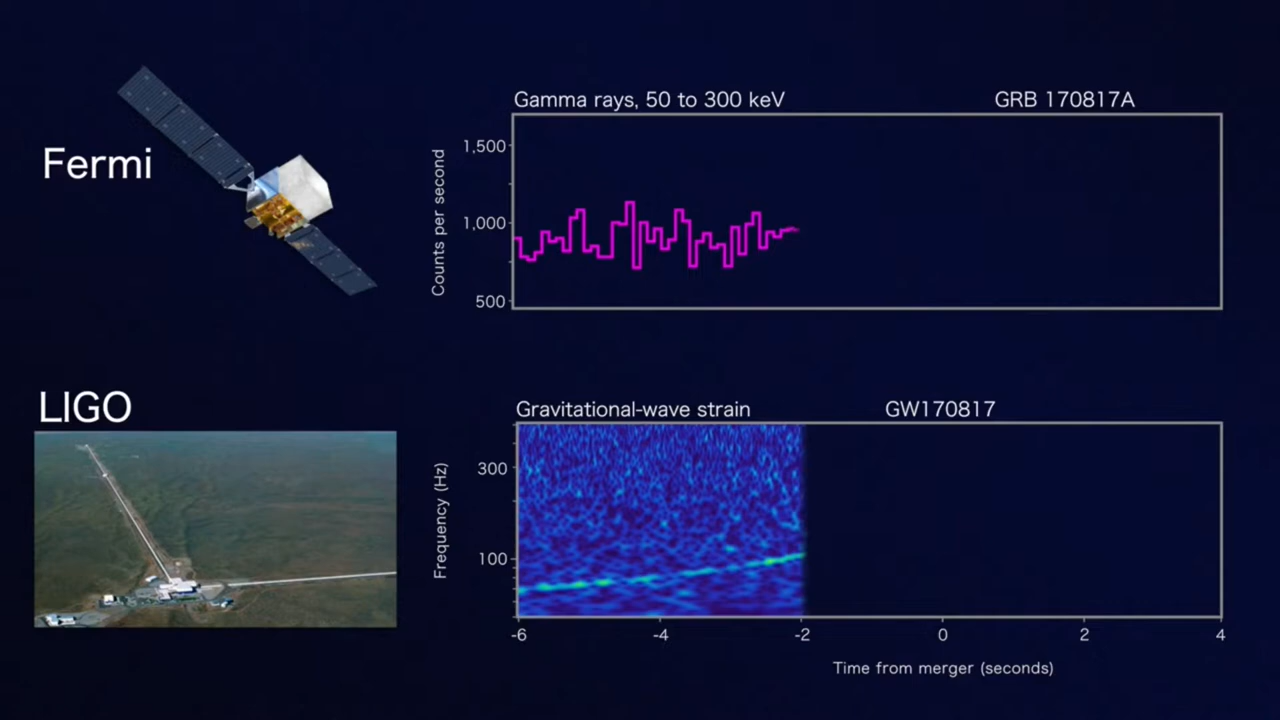 Fermi
Gamma rays, 50 to 300 keV
GRB 170817A
Counts per second
1,500
1,000
500
LIGO
Gravitational-wave strain
GW170817
Frequency (Hz)
300
100
-6
-4
-2
0
2
4
Time from merger (seconds)